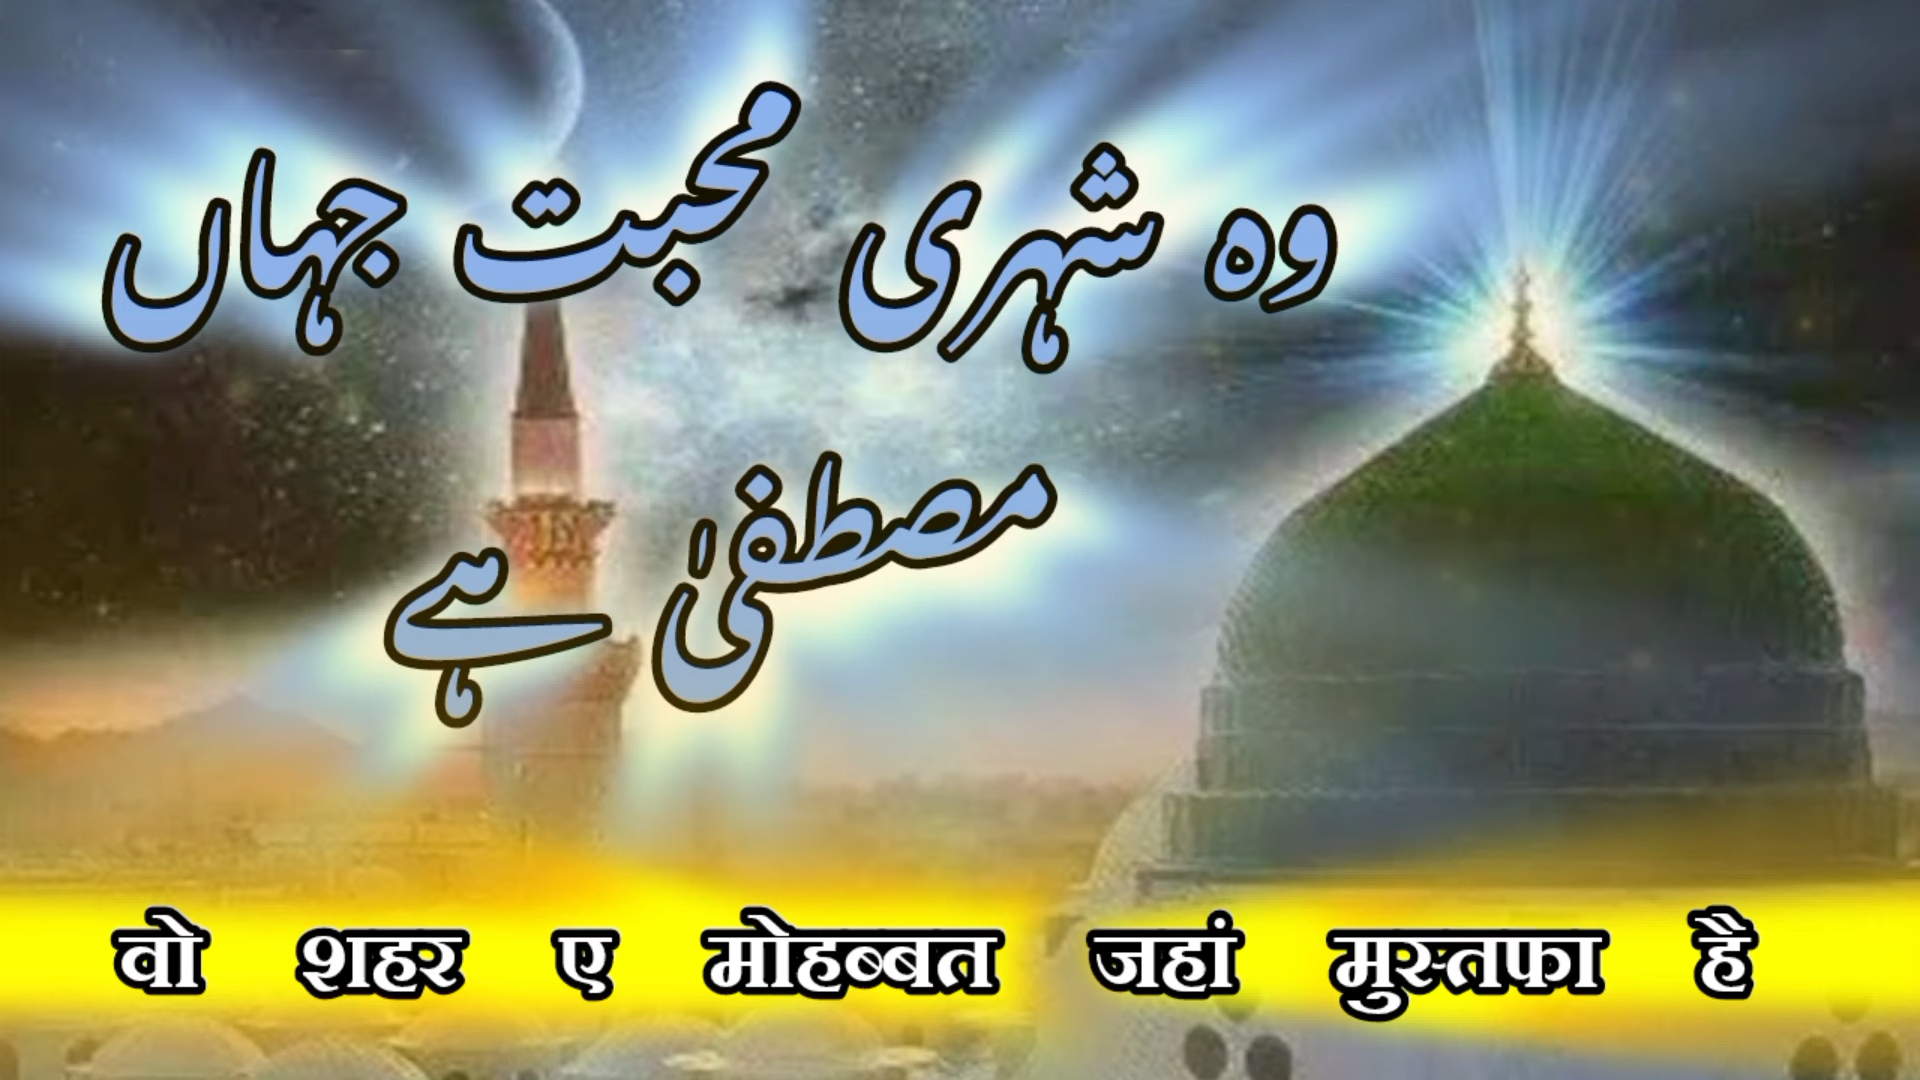 وہ شہری محبت جہاں
مصطفیٰ ہے
वो शहर ए मोहब्बत जहां मुस्तफा है